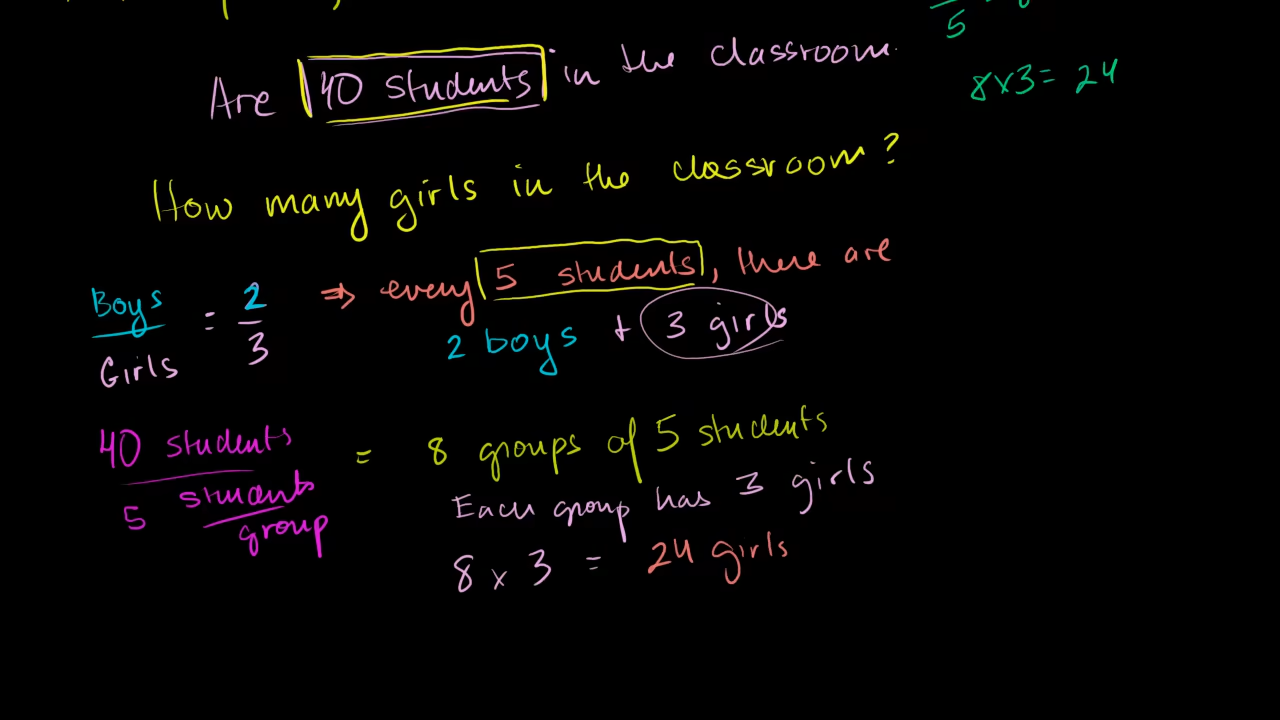 Are 40 students in the classroom.
8x3 = 24
How many girls in the classroom?
Boys / Girls = 2/3 ⇒ every 5 students, there are
2 boys + 3 girls
40 students / 5 students/group = 8 groups of 5 students
Each group has 3 girls
8 x 3 = 24 girls